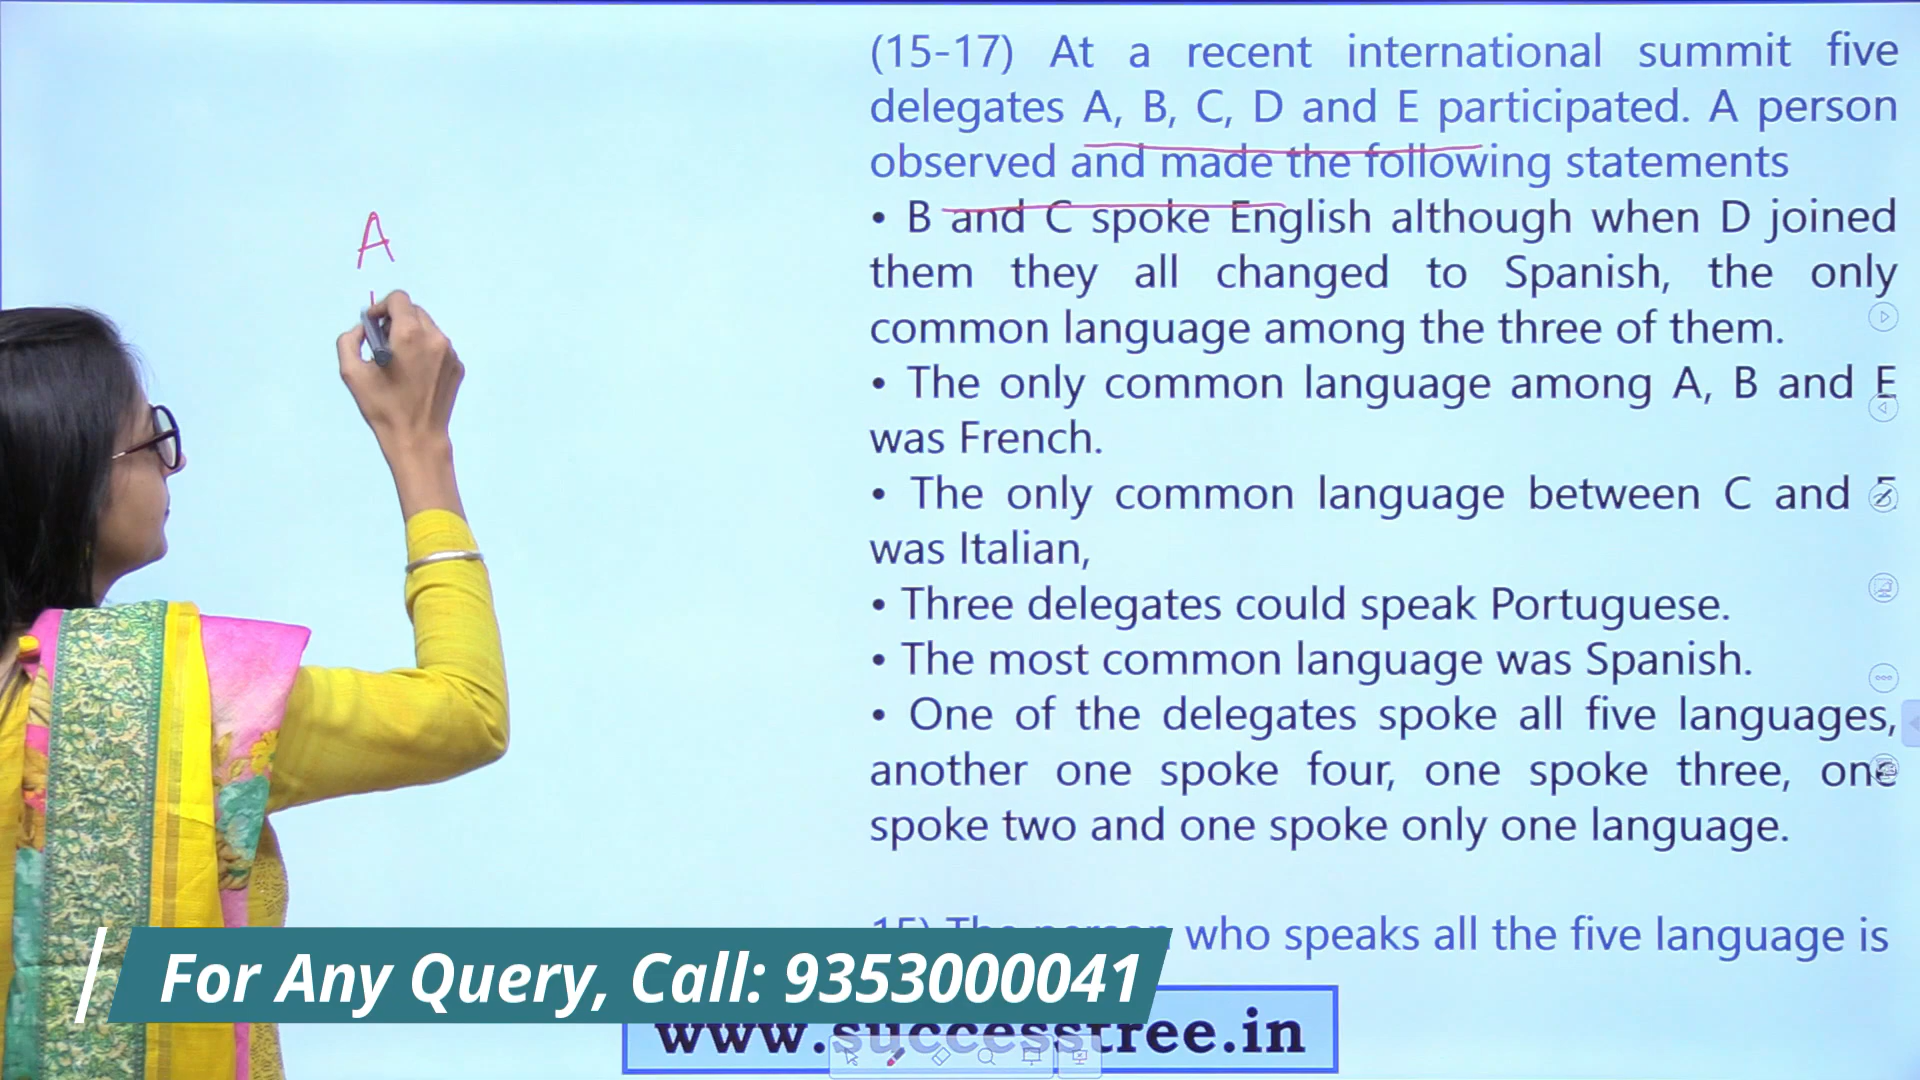 (15-17) At a recent international summit five
delegates A, B, C, D and E participated. A person
observed and made the following statements
• B and C spoke English although when D joined
them they all changed to Spanish, the only
common language among the three of them.
• The only common language among A, B and E
was French.
• The only common language between C and
was Italian,
• Three delegates could speak Portuguese.
• The most common language was Spanish.
• One of the delegates spoke all five languages,
another one spoke four, one spoke three, one
spoke two and one spoke only one language.
15) The person who speaks all the five language is
A
For Any Query, Call: 9353000041
www.successtree.in